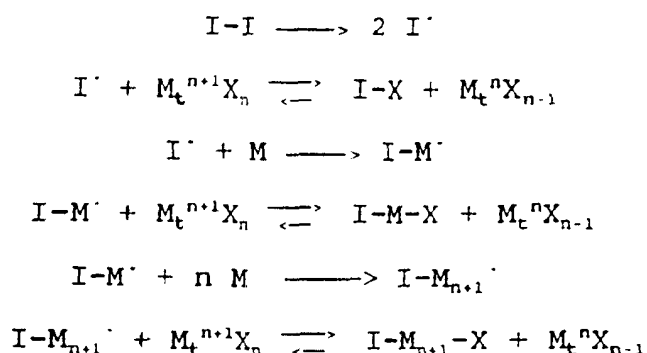 I-I ⟶ 2 I˙
I˙ + Mₜⁿ⁺¹Xₙ ⇌ I-X + MₜⁿXₙ₋₁
I˙ + M ⟶ I-M˙
I-M˙ + Mₜⁿ⁺¹Xₙ ⇌ I-M-X + MₜⁿXₙ₋₁
I-M˙ + n M ⟶ I-Mₙ₊₁˙
I-Mₙ₊₁˙ + Mₜⁿ⁺¹Xₙ ⇌ I-Mₙ₊₁-X + MₜⁿXₙ₋₁